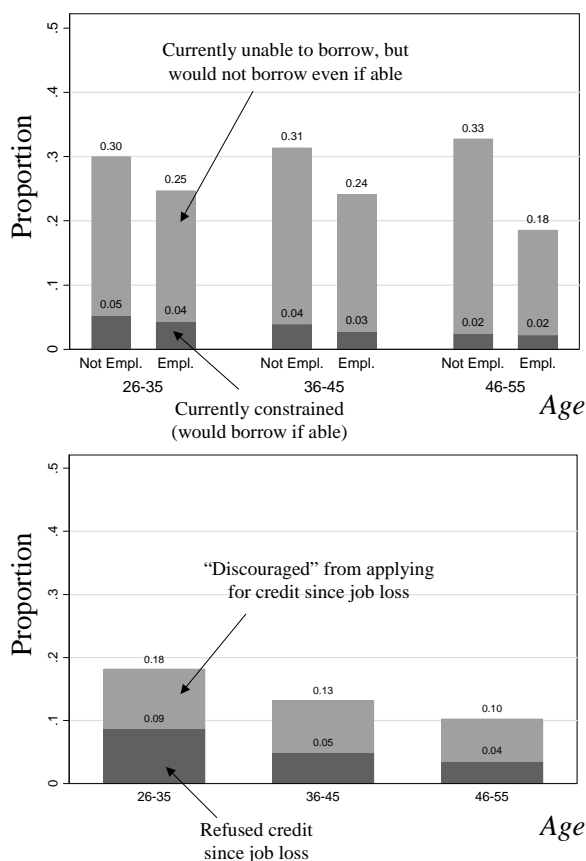 Proportion
.5
.4
.3
.2
.1
0
Currently unable to borrow, but
would not borrow even if able
0.30
0.25
0.31
0.24
0.33
0.18
0.05
0.04
0.04
0.03
0.02
0.02
Not Empl. Empl. Not Empl. Empl. Not Empl. Empl.
26-35 36-45 46-55
Age
Currently constrained
(would borrow if able)
Proportion
.5
.4
.3
.2
.1
0
“Discouraged” from applying
for credit since job loss
0.18
0.13
0.10
0.09
0.05
0.04
26-35 36-45 46-55
Age
Refused credit
since job loss